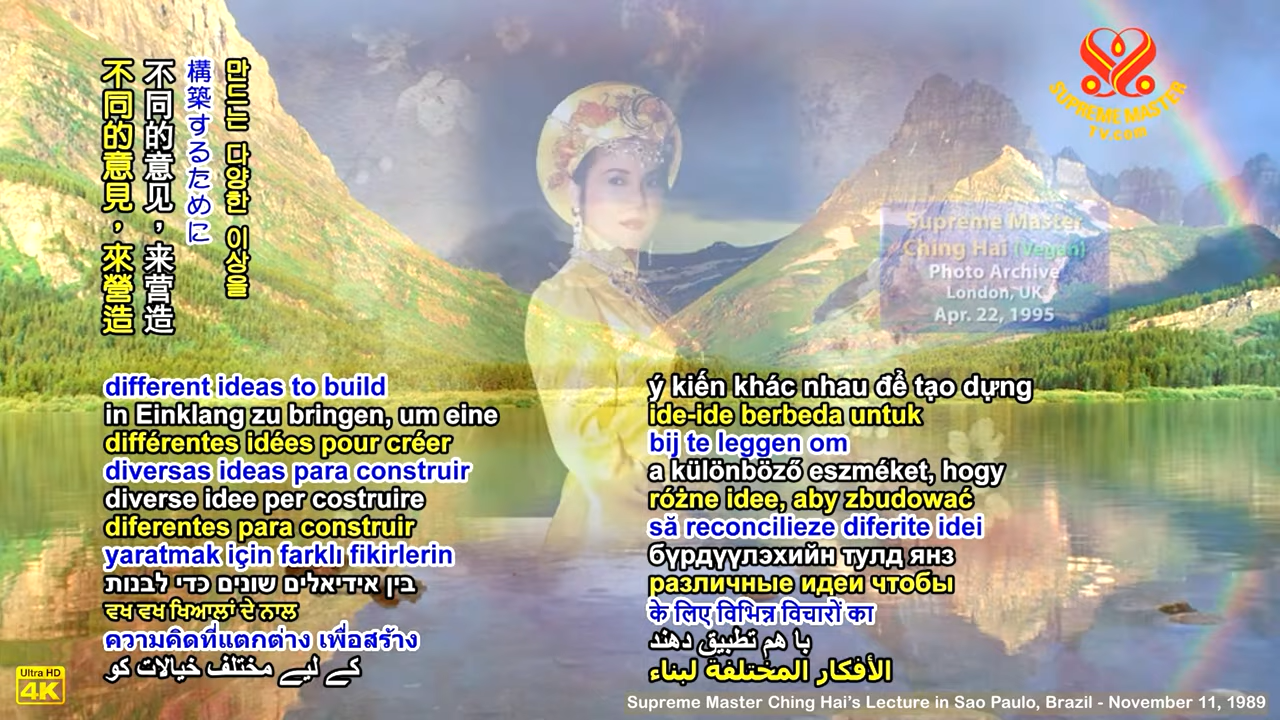 不同的意見,來營造
不同的意见,来营造
構築するために
만드는 다양한 이상을
SUPREME MASTER
TV.com
Supreme Master
Ching Hai (Vegan)
Photo Archive
London, UK
Apr. 22, 1995
different ideas to build
in Einklang zu bringen, um eine
différentes idées pour créer
diversas ideas para construir
diverse idee per costruire
diferentes para construir
yaratmak için farklı fikirlerin
בין אידיאלים שונים כדי לבנות
ਵਖ ਵਖ ਖਿਆਲਾਂ ਦੇ ਨਾਲ
ความคิดที่แตกต่าง เพื่อสร้าง
کے لیے مختلف خیالات کو
ý kiến khác nhau để tạo dựng
ide-ide berbeda untuk
bij te leggen om
a különböző eszméket, hogy
różne idee, aby zbudować
să reconcilieze diferite idei
бүрдүүлэхийн тулд янз
различные идеи чтобы
के लिए विभिन्न विचारों का
با هم تطبیق دهند
الأفكار المختلفة لبناء
Ultra HD
4K
Supreme Master Ching Hai's Lecture in Sao Paulo, Brazil - November 11, 1989